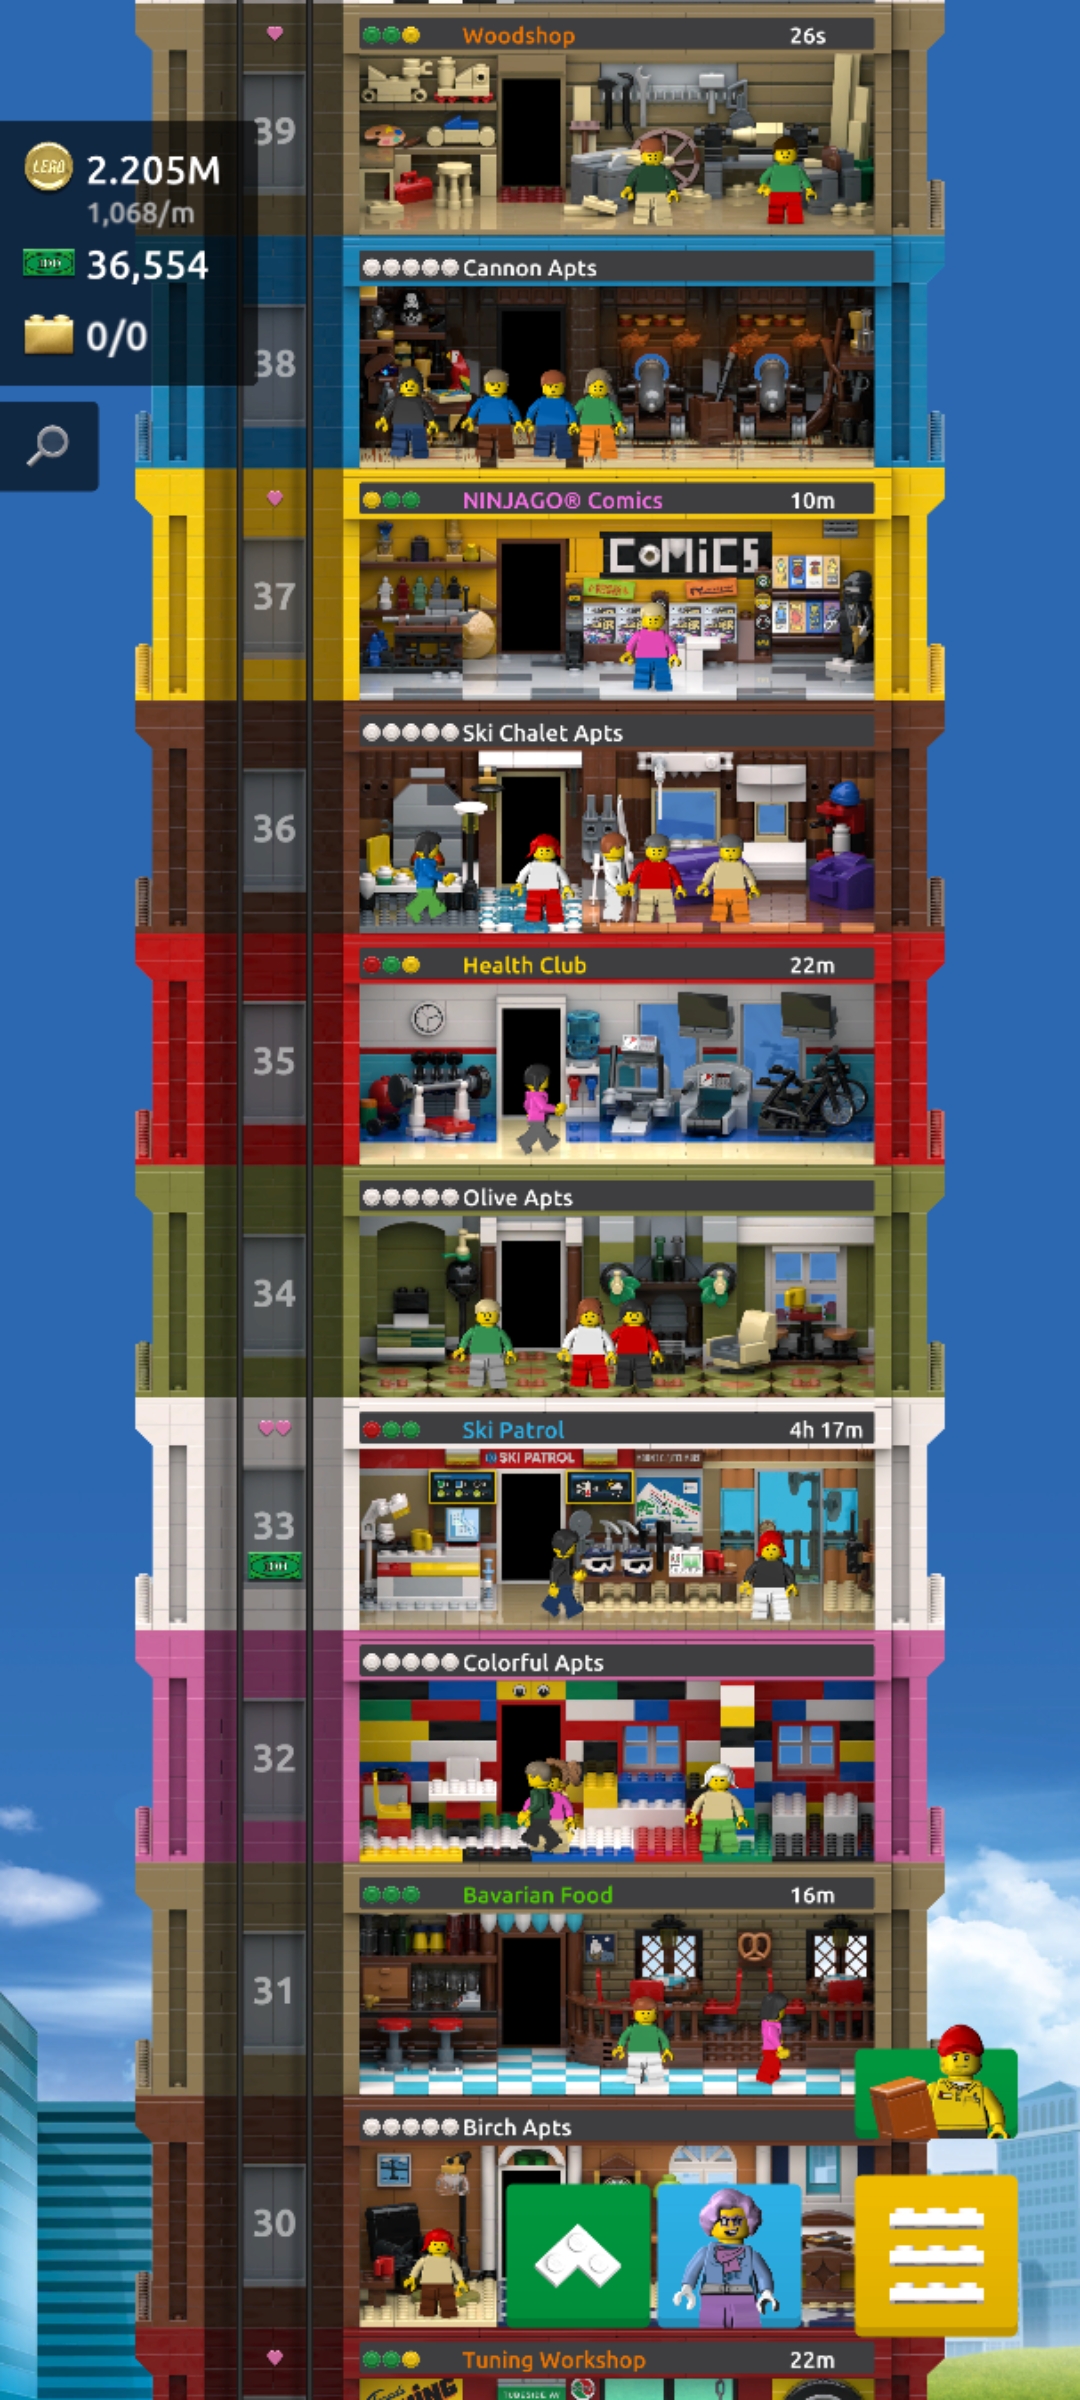 Woodshop 26s
39
LEGO 2.205M
1,068/m
36,554
0/0
Cannon Apts
38
NINJAGO® Comics 10m
COMiCS
37
Ski Chalet Apts
36
Health Club 22m
35
Olive Apts
34
Ski Patrol 4h 17m
SKI PATROL
33
Colorful Apts
32
Bavarian Food 16m
31
Birch Apts
30
Tuning Workshop 22m
TUBESIDE AV